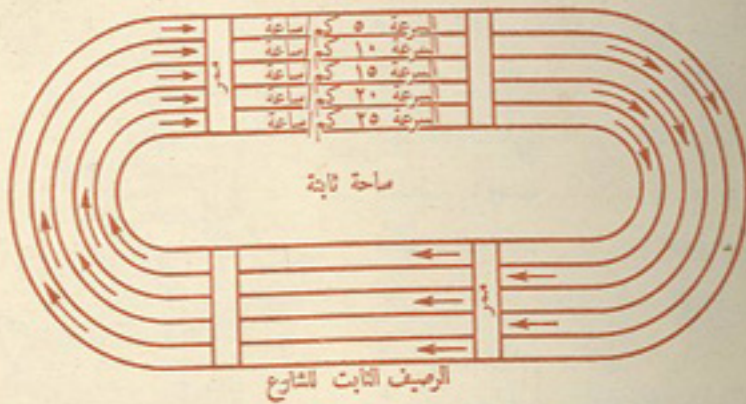 السرعة ٥ كم/ساعة
السرعة ١٠ كم/ساعة
السرعة ١٥ كم/ساعة
السرعة ٢٠ كم/ساعة
السرعة ٢٥ كم/ساعة
ممر
ساحة ثابتة
ممر
الرصيف الثابت للشارع